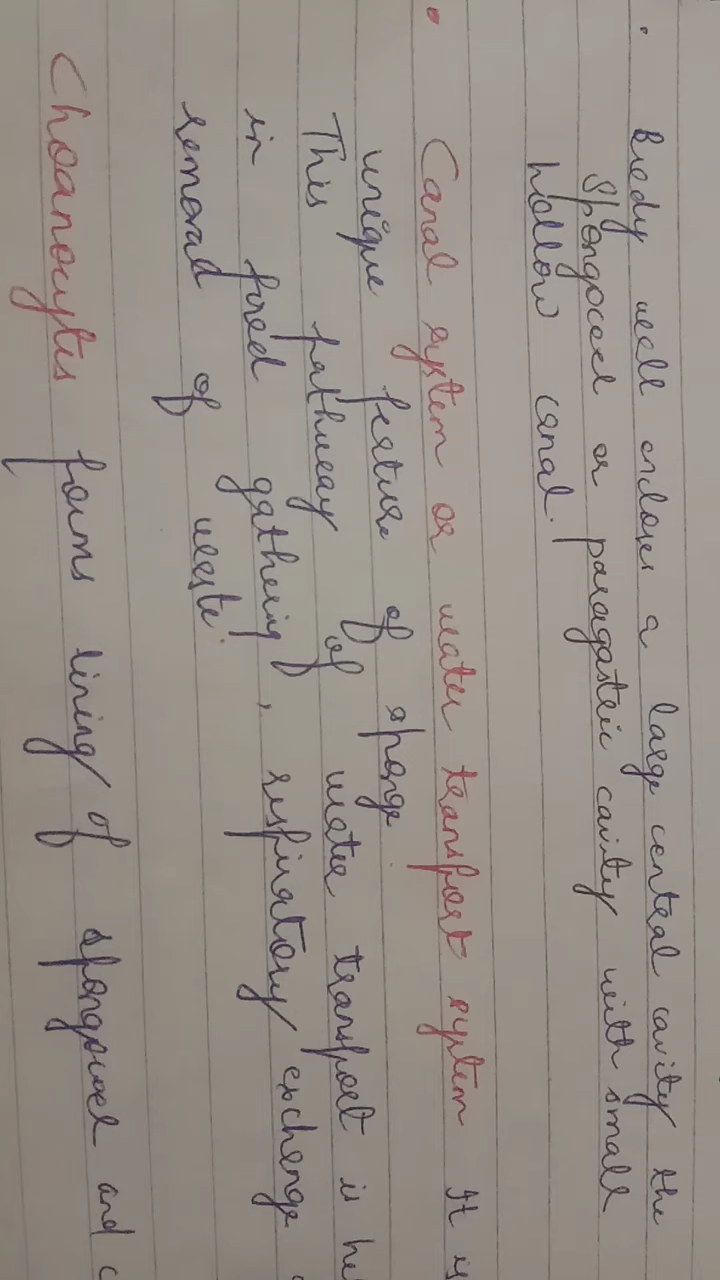 • Body wall encloses a large central cavity the
spongocoel or paragastric cavity with small
hollow canal.
• Canal system or water transport system It is
unique feature of sponge.
This pathway of water transport is
in food gathering, respiratory exchange
removal of waste.
Choanocytes forms lining of spongocoel and